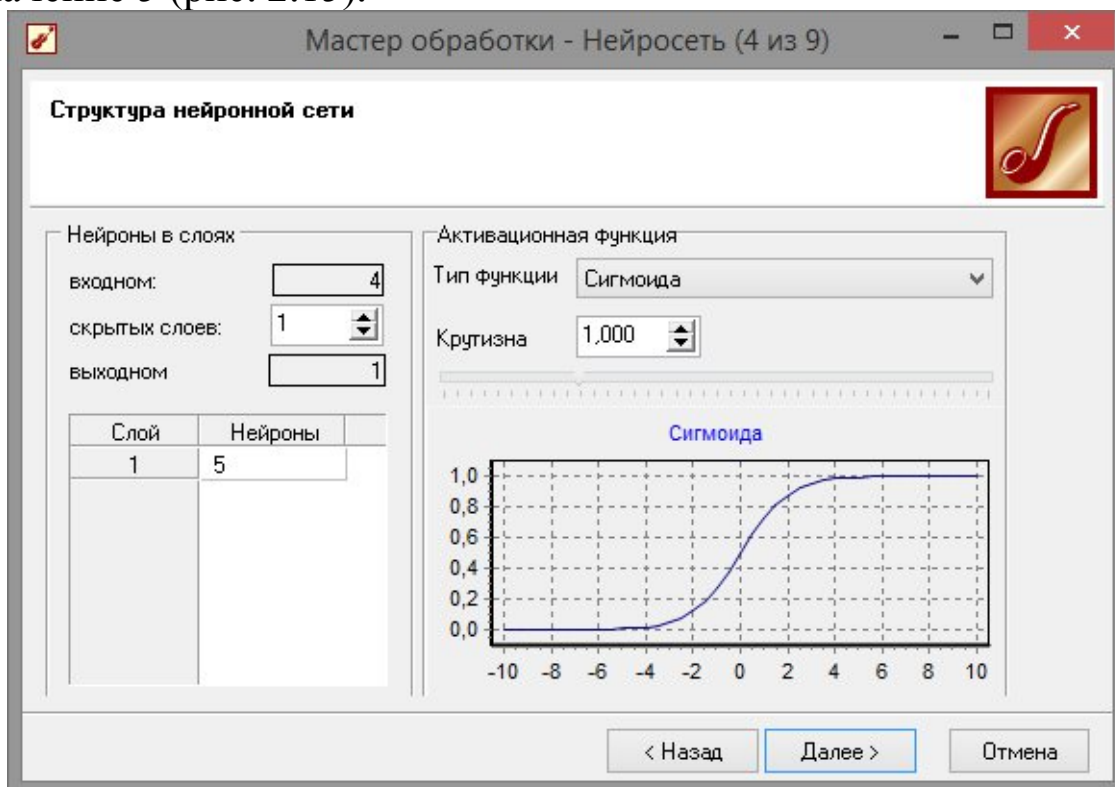 (рис. 2.15).
Мастер обработки - Нейросеть (4 из 9)
Структура нейронной сети
Нейроны в слоях
входном: 4
скрытых слоев: 1
выходном 1
Слой Нейроны
1 5
Активационная функция
Тип функции Сигмоида
Крутизна 1,000
Сигмоида
1,0
0,8
0,6
0,4
0,2
0,0
-10 -8 -6 -4 -2 0 2 4 6 8 10
< Назад Далее > Отмена